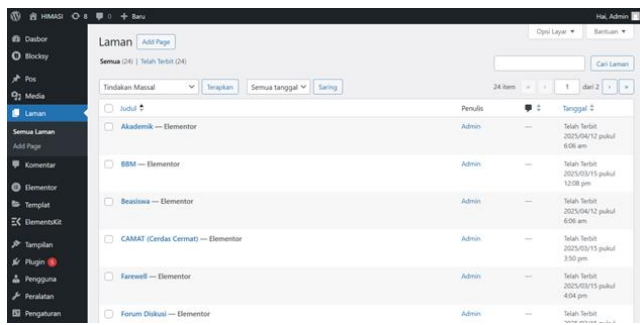 HIMASI 8 0 + Baru Hai, Admin
Dasbor
Blocksy
Pos
Media
Laman
Semua Laman
Add Page
Komentar
Elementor
Templat
ElementsKit
Tampilan
Plugin
Pengguna
Peralatan
Pengaturan
Opsi Layar Bantuan
Laman Add Page
Semua (24) | Telah Terbit (24)
Cari Laman
Tindakan Massal Terapkan Semua tanggal Saring 24 item « ‹ 1 dari 2 › »
Judul Penulis Tanggal
Akademik — Elementor Admin — Telah Terbit
2025/04/12 pukul
6:06 am
BBM — Elementor Admin — Telah Terbit
2025/03/15 pukul
12:08 pm
Beasiswa — Elementor Admin — Telah Terbit
2025/04/12 pukul
6:06 am
CAMAT (Cerdas Cermat) — Elementor Admin — Telah Terbit
2025/03/15 pukul
3:50 pm
Farewell — Elementor Admin — Telah Terbit
2025/03/15 pukul
4:04 pm
Forum Diskusi — Elementor Admin — Telah Terbit